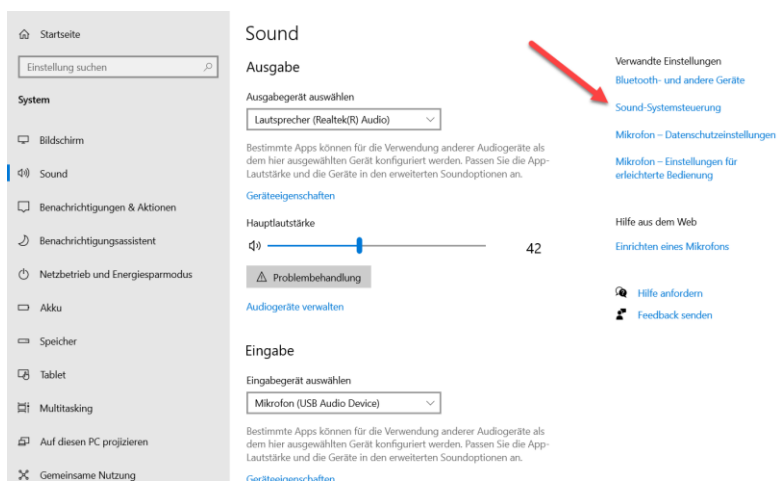 Startseite
Einstellung suchen
System
Bildschirm
Sound
Benachrichtigungen & Aktionen
Benachrichtigungsassistent
Netzbetrieb und Energiesparmodus
Akku
Speicher
Tablet
Multitasking
Auf diesen PC projizieren
Gemeinsame Nutzung
Sound
Ausgabe
Ausgabegerät auswählen
Lautsprecher (Realtek(R) Audio)
Bestimmte Apps können für die Verwendung anderer Audiogeräte als
dem hier ausgewählten Gerät konfiguriert werden. Passen Sie die App-
Lautstärke und die Geräte in den erweiterten Soundoptionen an.
Geräteeigenschaften
Hauptlautstärke
42
Problembehandlung
Audiogeräte verwalten
Eingabe
Eingabegerät auswählen
Mikrofon (USB Audio Device)
Bestimmte Apps können für die Verwendung anderer Audiogeräte als
dem hier ausgewählten Gerät konfiguriert werden. Passen Sie die App-
Lautstärke und die Geräte in den erweiterten Soundoptionen an.
Geräteeigenschaften
Verwandte Einstellungen
Bluetooth- und andere Geräte
Sound-Systemsteuerung
Mikrofon – Datenschutzeinstellungen
Mikrofon – Einstellungen für
erleichterte Bedienung
Hilfe aus dem Web
Einrichten eines Mikrofons
Hilfe anfordern
Feedback senden